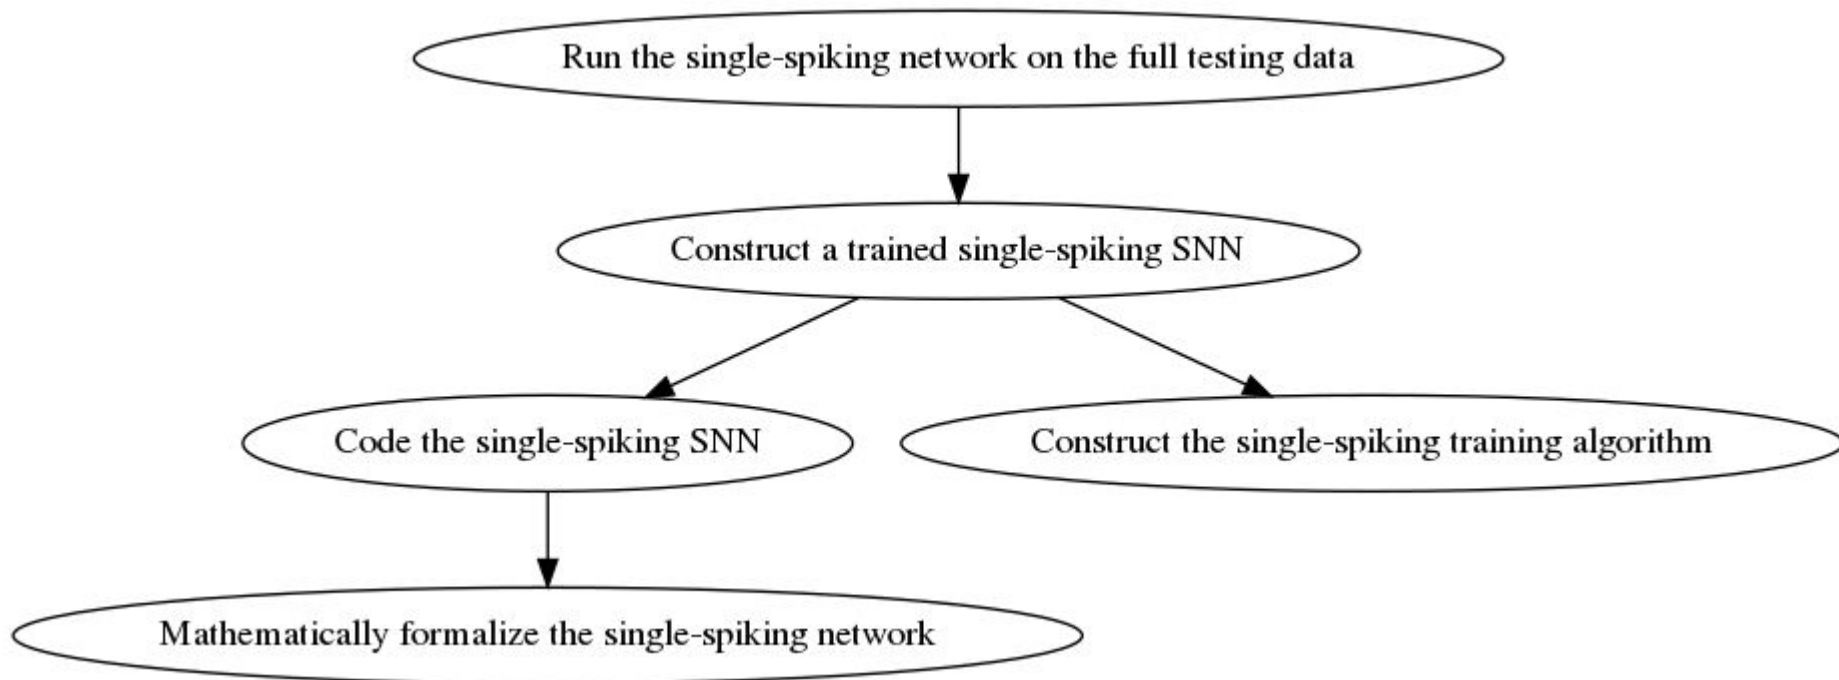 Run the single-spiking network on the full testing data
Construct a trained single-spiking SNN
Code the single-spiking SNN
Construct the single-spiking training algorithm
Mathematically formalize the single-spiking network